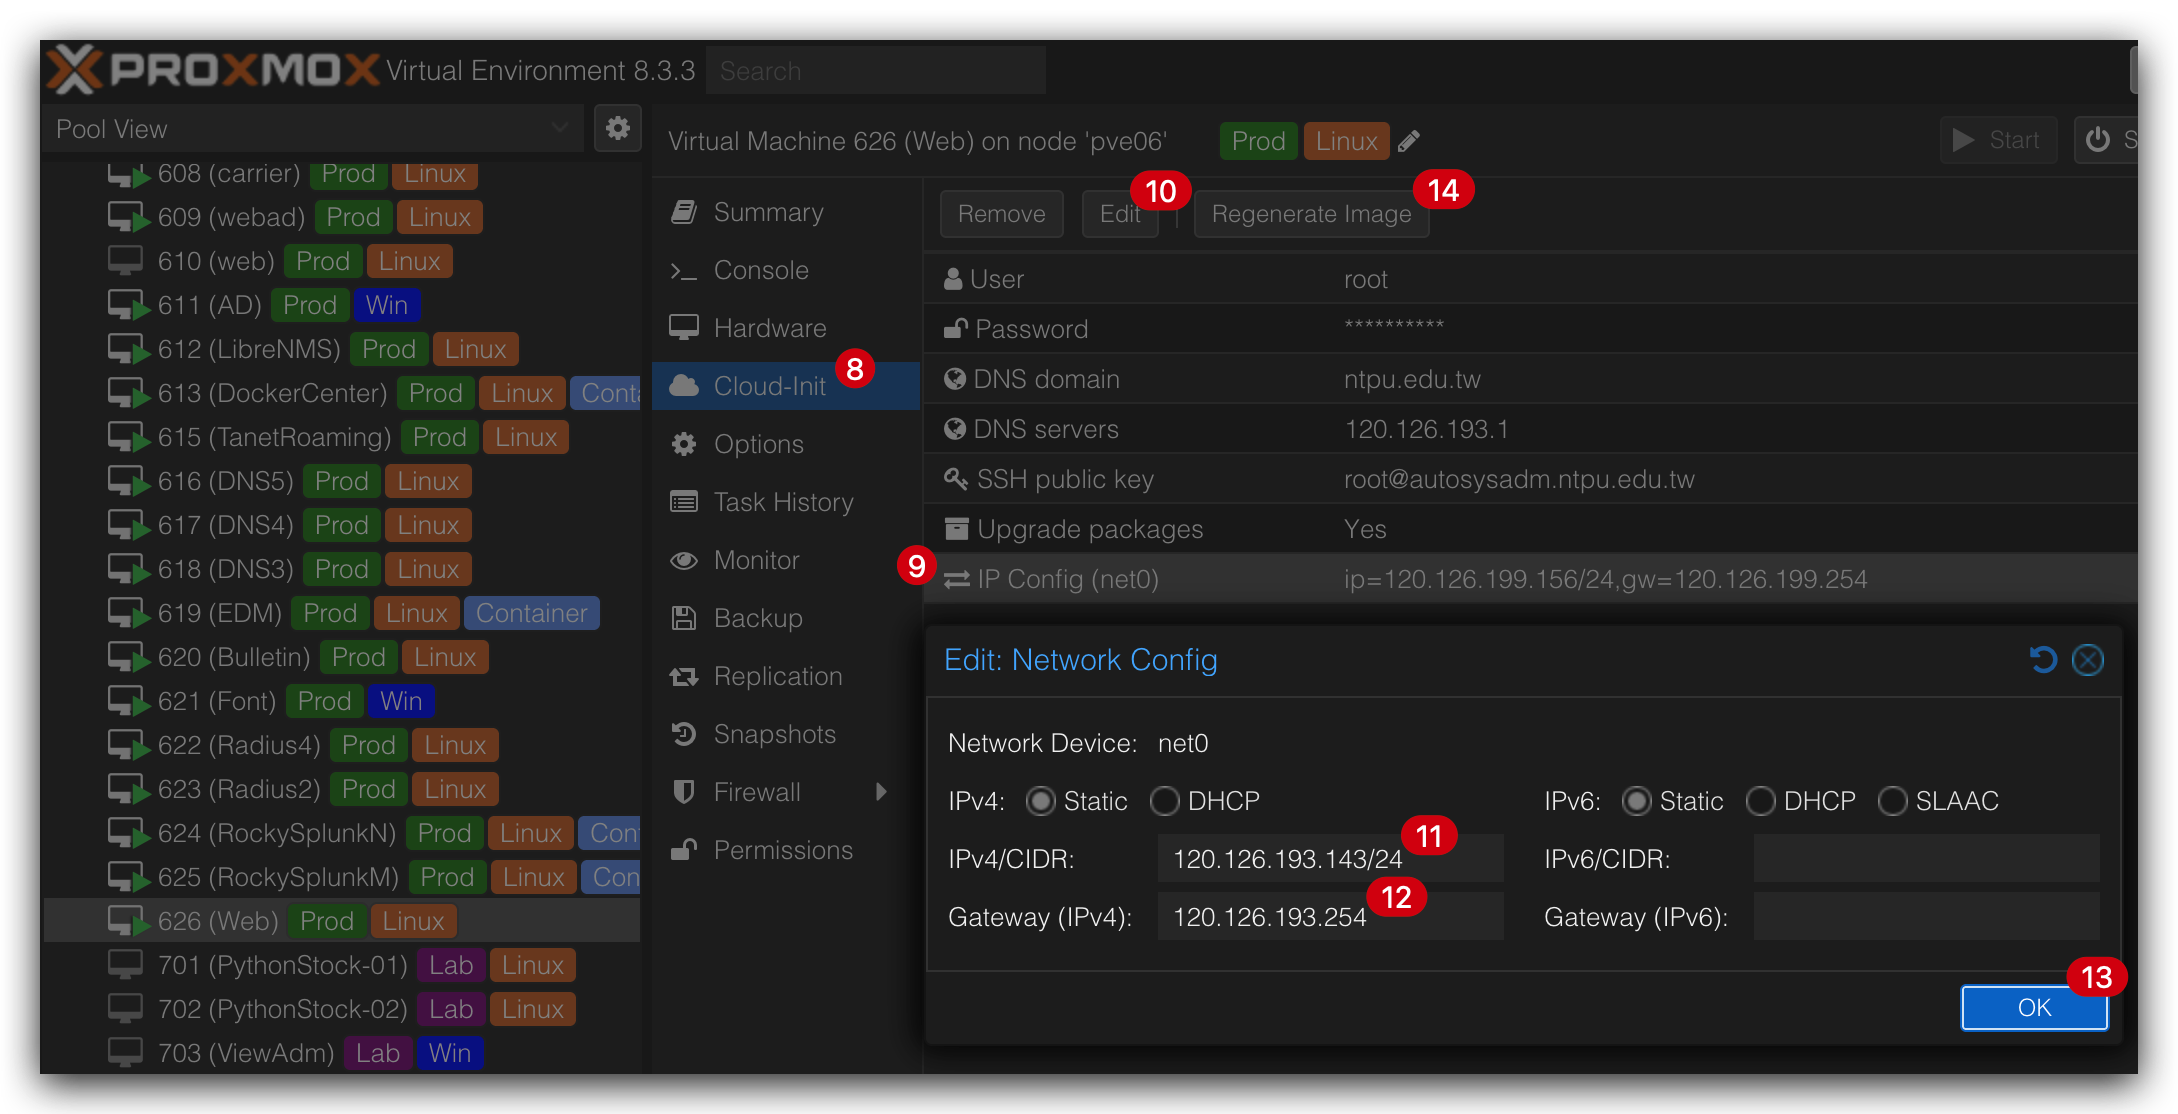 PROXMOX Virtual Environment 8.3.3 Search
Pool View
608 (carrier) Prod Linux
609 (webad) Prod Linux
610 (web) Prod Linux
611 (AD) Prod Win
612 (LibreNMS) Prod Linux
613 (DockerCenter) Prod Linux Conta
615 (TanetRoaming) Prod Linux
616 (DNS5) Prod Linux
617 (DNS4) Prod Linux
618 (DNS3) Prod Linux
619 (EDM) Prod Linux Container
620 (Bulletin) Prod Linux
621 (Font) Prod Win
622 (Radius4) Prod Linux
623 (Radius2) Prod Linux
624 (RockySplunkN) Prod Linux Con
625 (RockySplunkM) Prod Linux Con
626 (Web) Prod Linux
701 (PythonStock-01) Lab Linux
702 (PythonStock-02) Lab Linux
703 (ViewAdm) Lab Win
Virtual Machine 626 (Web) on node 'pve06' Prod Linux Start S
Summary
Console
Hardware
Cloud-Init 8
Options
Task History
Monitor
Backup
Replication
Snapshots
Firewall
Permissions
Remove Edit 10 Regenerate Image 14
User root
Password **********
DNS domain ntpu.edu.tw
DNS servers 120.126.193.1
SSH public key root@autosysadm.ntpu.edu.tw
Upgrade packages Yes
9 IP Config (net0) ip=120.126.199.156/24,gw=120.126.199.254
Edit: Network Config
Network Device: net0
IPv4: Static DHCP IPv6: Static DHCP SLAAC
IPv4/CIDR: 120.126.193.143/24 11 IPv6/CIDR:
Gateway (IPv4): 120.126.193.254 12 Gateway (IPv6):
OK 13